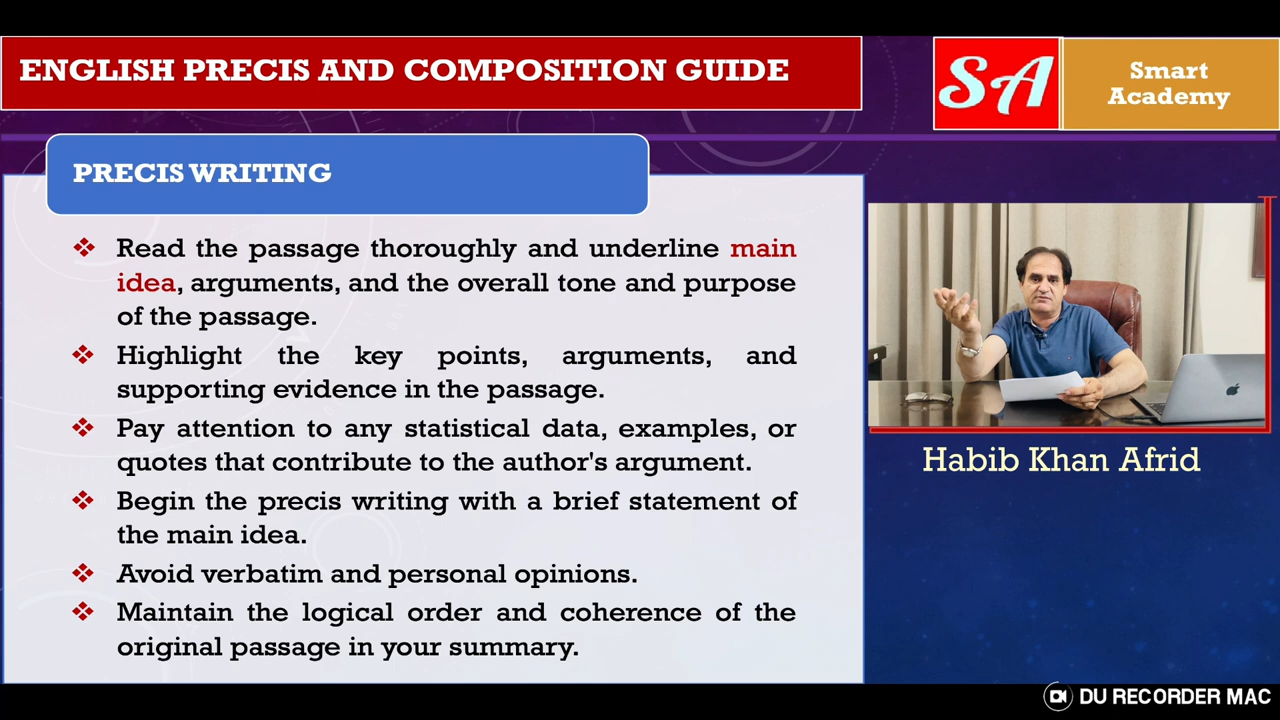 ENGLISH PRECIS AND COMPOSITION GUIDE
SA
Smart
Academy
PRECIS WRITING
Read the passage thoroughly and underline main
idea, arguments, and the overall tone and purpose
of the passage.
Highlight the key points, arguments, and
supporting evidence in the passage.
Pay attention to any statistical data, examples, or
quotes that contribute to the author's argument.
Begin the precis writing with a brief statement of
the main idea.
Avoid verbatim and personal opinions.
Maintain the logical order and coherence of the
original passage in your summary.
Habib Khan Afrid
DU RECORDER MAC